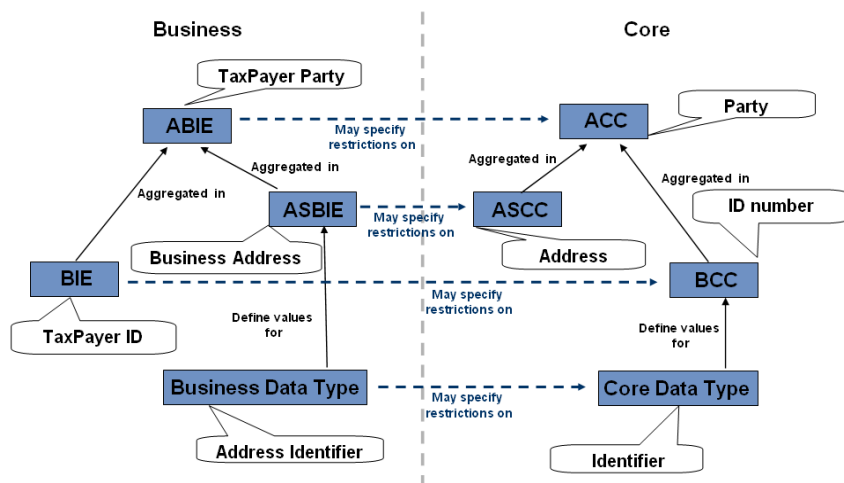 Business
Core
TaxPayer Party
ABIE
May specify
restrictions on
ACC
Party
Aggregated in
Aggregated in
Aggregated in
Aggregated in
ASBIE
May specify
restrictions on
ASCC
ID number
Business Address
Address
BIE
May specify
restrictions on
BCC
TaxPayer ID
Define values
for
Define values
for
Business Data Type
May specify
restrictions on
Core Data Type
Address Identifier
Identifier